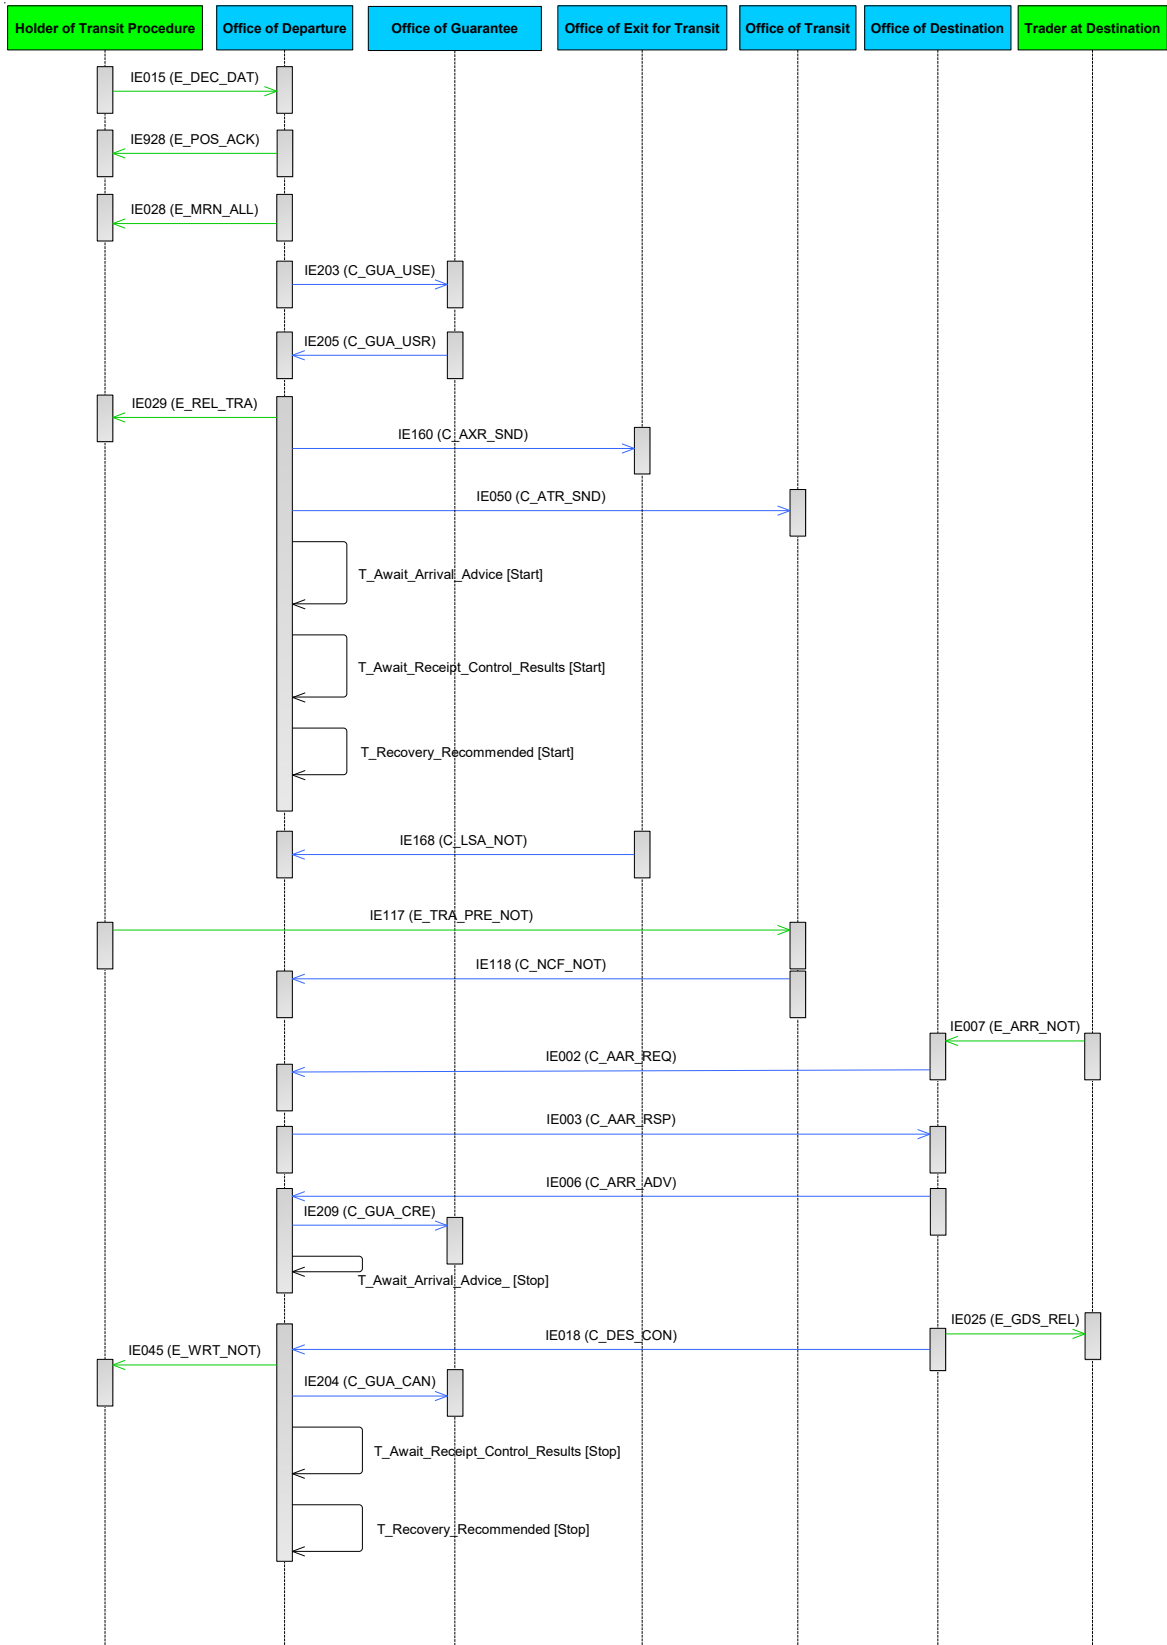 Holder of Transit Procedure
Office of Departure
Office of Guarantee
Office of Exit for Transit
Office of Transit
Office of Destination
Trader at Destination
IE015 (E_DEC_DAT)
IE928 (E_POS_ACK)
IE028 (E_MRN_ALL)
IE203 (C_GUA_USE)
IE205 (C_GUA_USR)
IE029 (E_REL_TRA)
IE160 (C_AXR_SND)
IE050 (C_ATR_SND)
T_Await_Arrival_Advice [Start]
T_Await_Receipt_Control_Results [Start]
T_Recovery_Recommended [Start]
IE168 (C_LSA_NOT)
IE117 (E_TRA_PRE_NOT)
IE118 (C_NCF_NOT)
IE007 (E_ARR_NOT)
IE002 (C_AAR_REQ)
IE003 (C_AAR_RSP)
IE006 (C_ARR_ADV)
IE209 (C_GUA_CRE)
T_Await_Arrival_Advice_ [Stop]
IE025 (E_GDS_REL)
IE018 (C_DES_CON)
IE045 (E_WRT_NOT)
IE204 (C_GUA_CAN)
T_Await_Receipt_Control_Results [Stop]
T_Recovery_Recommended [Stop]